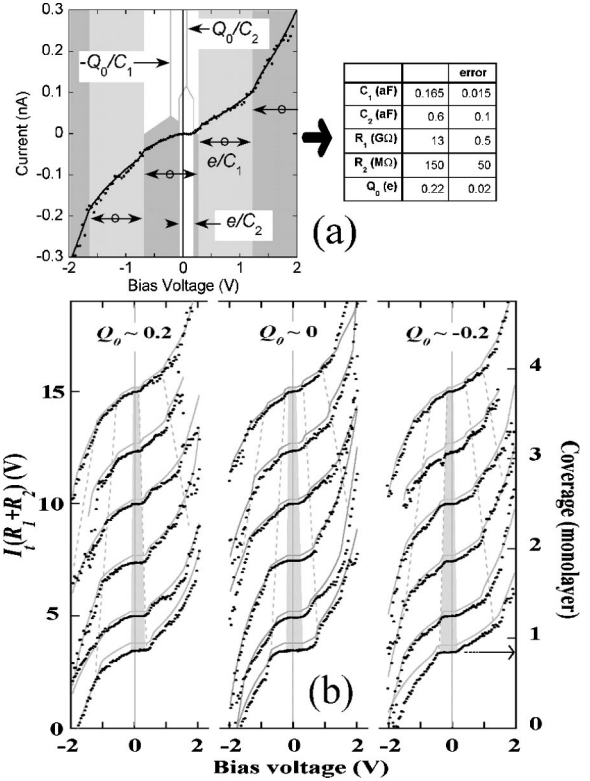 (a)
Current (nA)
0.3
0.2
0.1
0
-0.1
-0.2
-0.3
Q₀/C₂
-Q₀/C₁
e/C₁
e/C₂
-2 -1 0 1 2
Bias Voltage (V)
error
C₁ (aF) 0.165 0.015
C₂ (aF) 0.6 0.1
R₁ (GΩ) 13 0.5
R₂ (MΩ) 150 50
Q₀ (e) 0.22 0.02
(b)
Q₀ ~ 0.2 Q₀ ~ 0 Q₀ ~ -0.2
Iₜ(R₁+R₂) (V)
15
10
5
0
4
3
2
1
0
Coverage (monolayer)
-2 0 2 -2 0 2 -2 0 2
Bias voltage (V)